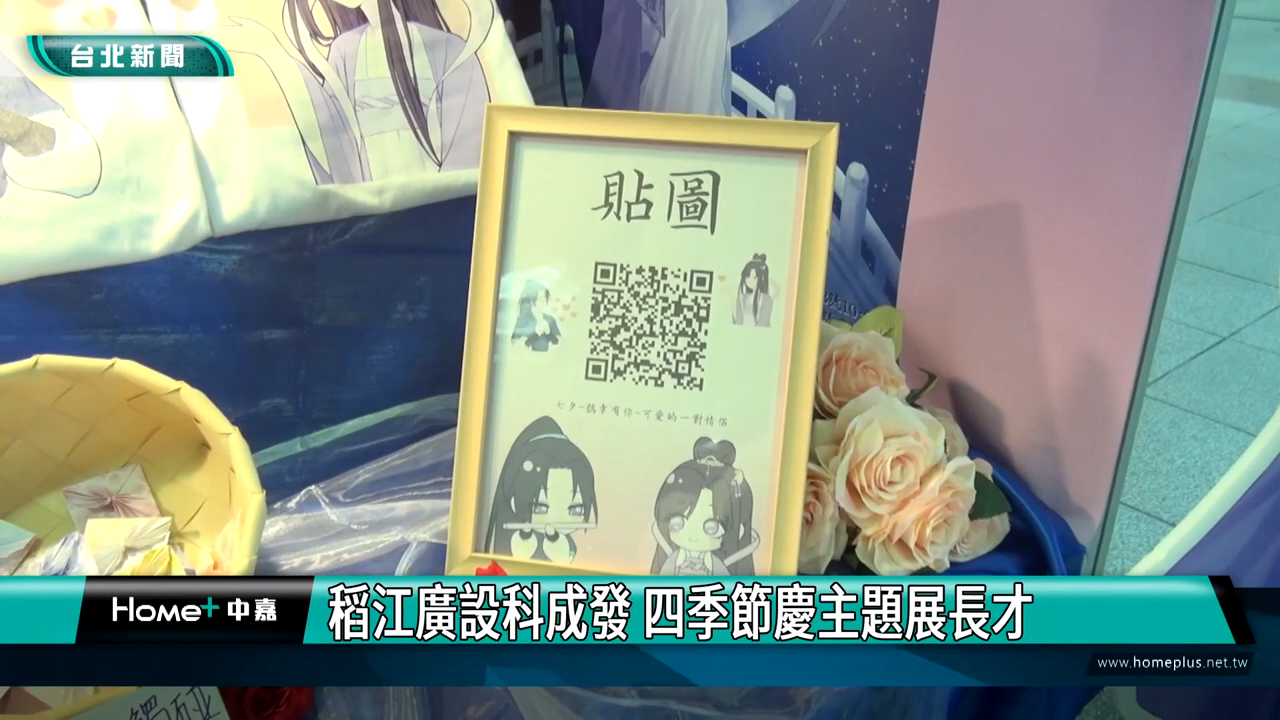 台北新聞
貼圖
七夕-鵲幸有你-可愛的一對情侶
Home+中嘉
稻江廣設科成發 四季節慶主題展長才
www.homeplus.net.tw